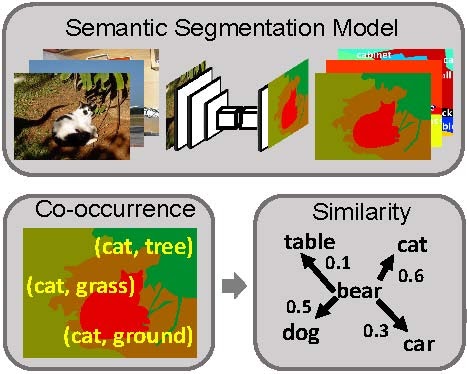 Semantic Segmentation Model
cabinet
Co-occurrence
(cat, tree)
(cat, grass)
(cat, ground)
Similarity
table
cat
0.1
0.6
bear
0.5
0.3
dog
car